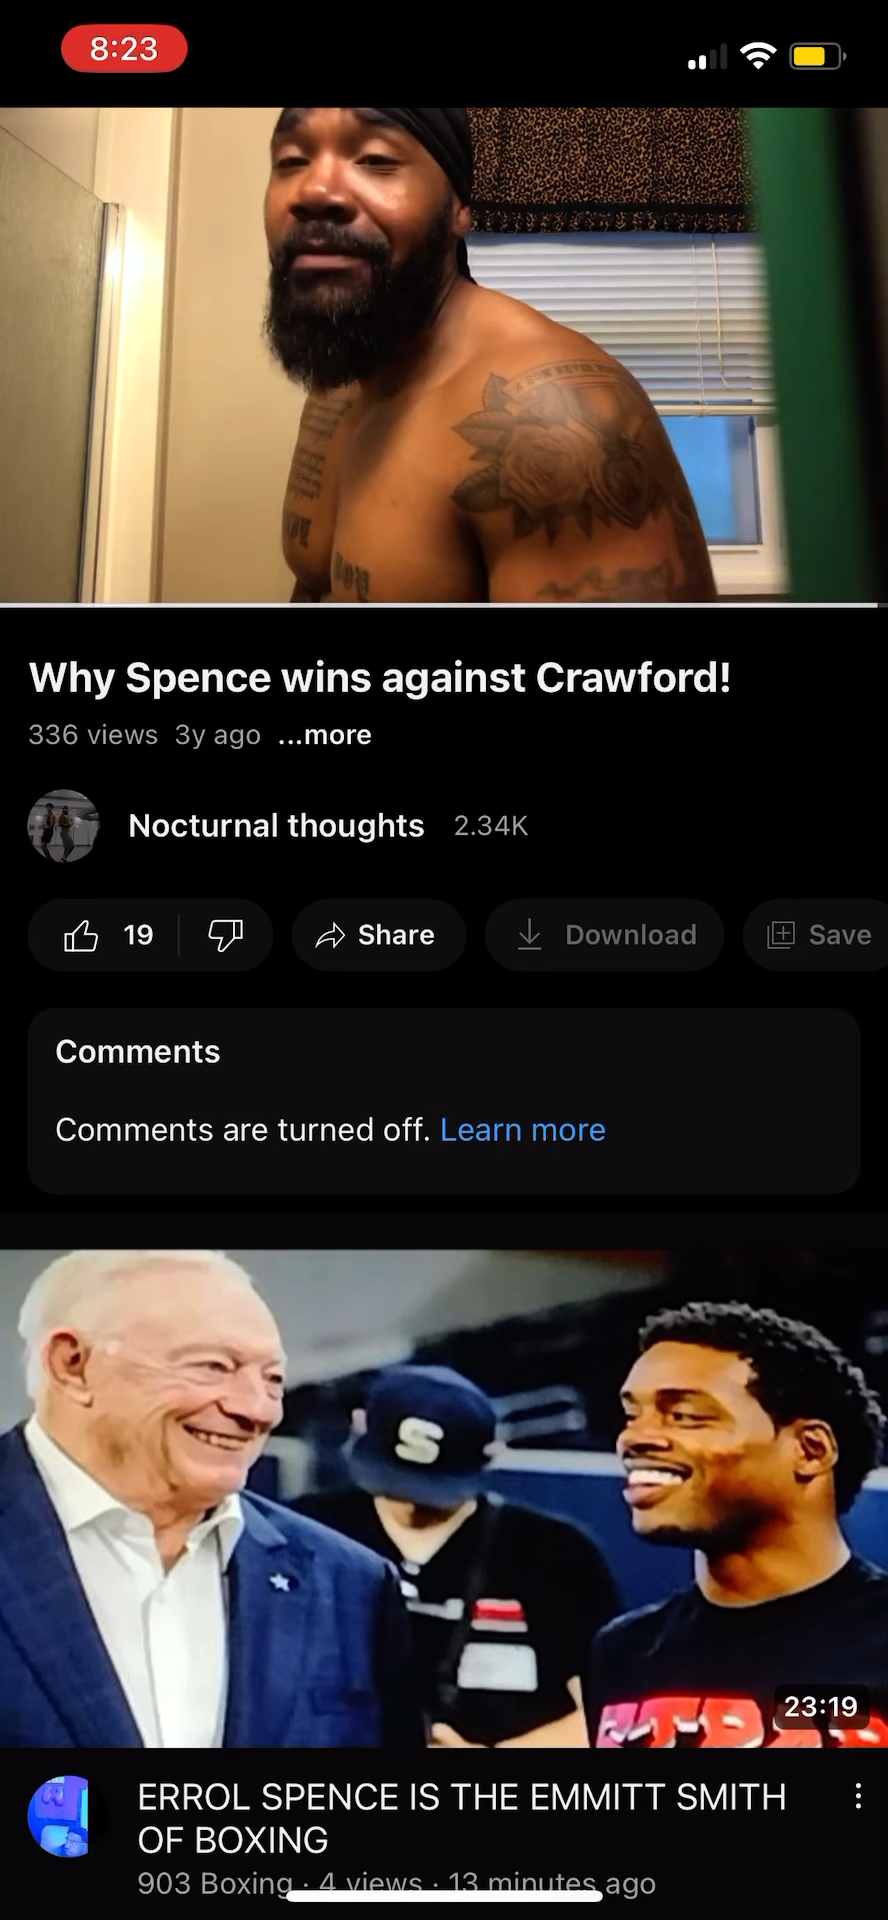 8:23
Why Spence wins against Crawford!
336 views 3y ago ...more
Nocturnal thoughts 2.34K
19 Share Download Save
Comments
Comments are turned off. Learn more
S
23:19
ERROL SPENCE IS THE EMMITT SMITH
OF BOXING
903 Boxing · 4 views · 13 minutes ago